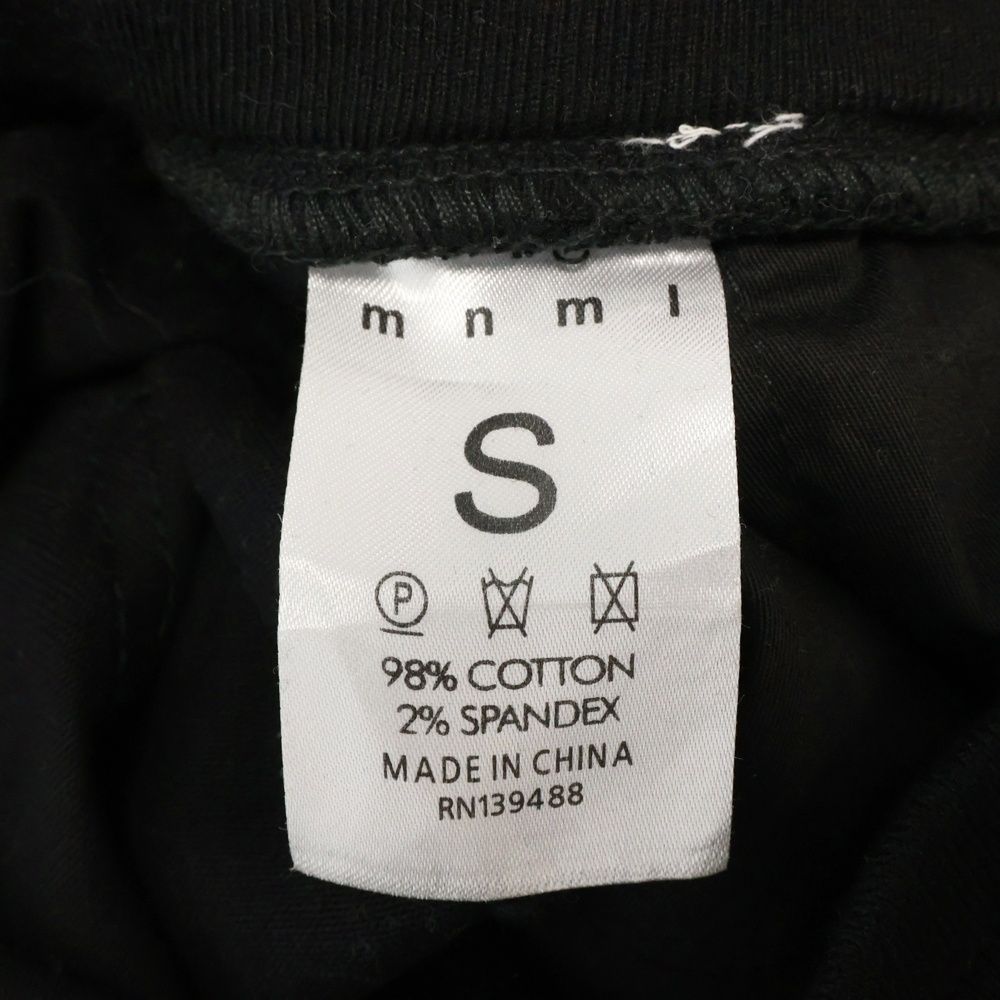 m n m l
S
P
98% COTTON
2% SPANDEX
MADE IN CHINA
RN139488